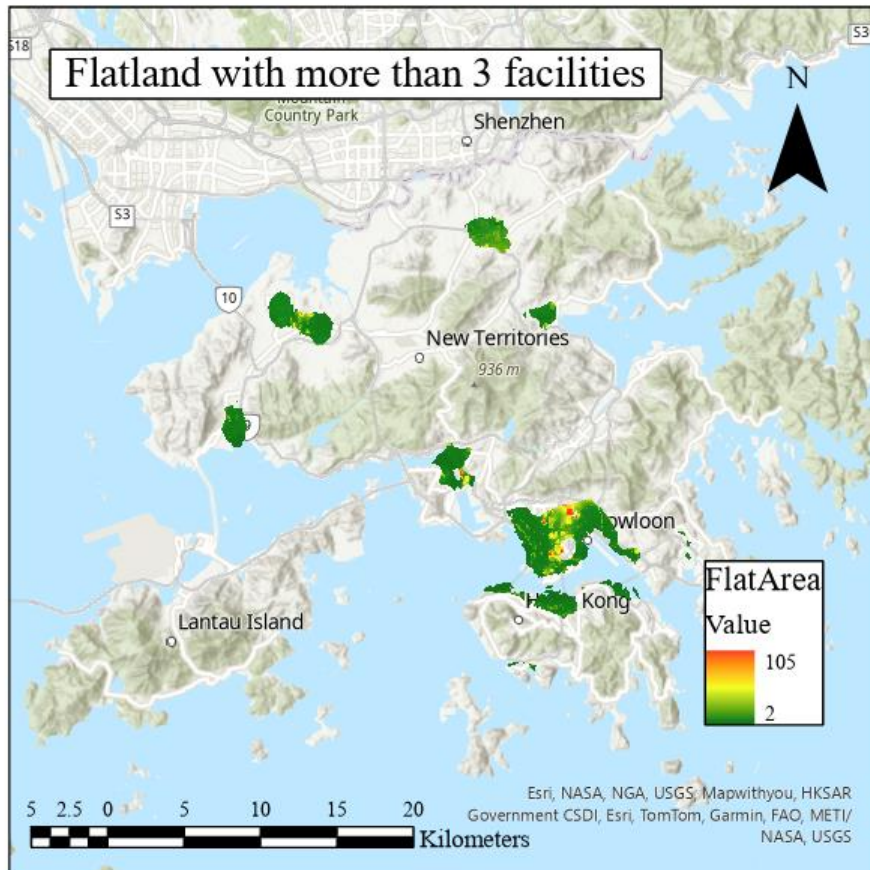 S18
S3
Flatland with more than 3 facilities
Country Park
N
Shenzhen
S3
10
New Territories
936 m
9
owloon
FlatArea
Kong
Value
Lantau Island
105
2
5 2.5 0 5 10 15 20
Kilometers
Esri, NASA, NGA, USGS, Mapwithyou, HKSAR
Government CSDI, Esri, TomTom, Garmin, FAO, METI/
NASA, USGS